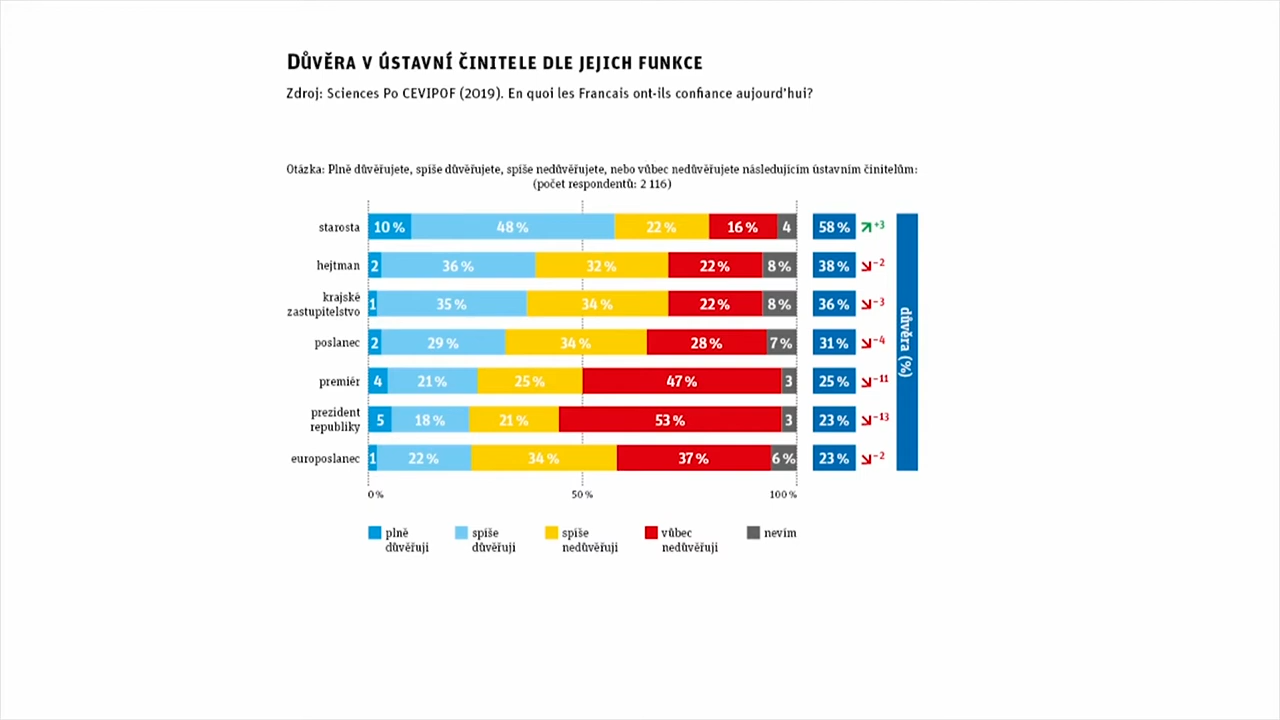 DŮVĚRA V ÚSTAVNÍ ČINITELE DLE JEJICH FUNKCE
Zdroj: Sciences Po CEVIPOF (2019). En quoi les Francais ont-ils confiance aujourd'hui?
Otázka: Plně důvěřujete, spíše důvěřujete, spíše nedůvěřujete, nebo vůbec nedůvěřujete následujícím ústavním činitelům:
(počet respondentů: 2 116)
starosta 10 % 48 % 22 % 16 % 4 58 % +3
hejtman 2 36 % 32 % 22 % 8 % 38 % −2
krajské
zastupitelstvo 1 35 % 34 % 22 % 8 % 36 % −3
poslanec 2 29 % 34 % 28 % 7 % 31 % −4
premiér 4 21 % 25 % 47 % 3 25 % −11
prezident
republiky 5 18 % 21 % 53 % 3 23 % −13
europoslanec 1 22 % 34 % 37 % 6 % 23 % −2
důvěra (%)
0 % 50 % 100 %
plně
důvěřuji
spíše
důvěřuji
spíše
nedůvěřuji
vůbec
nedůvěřuji
nevím